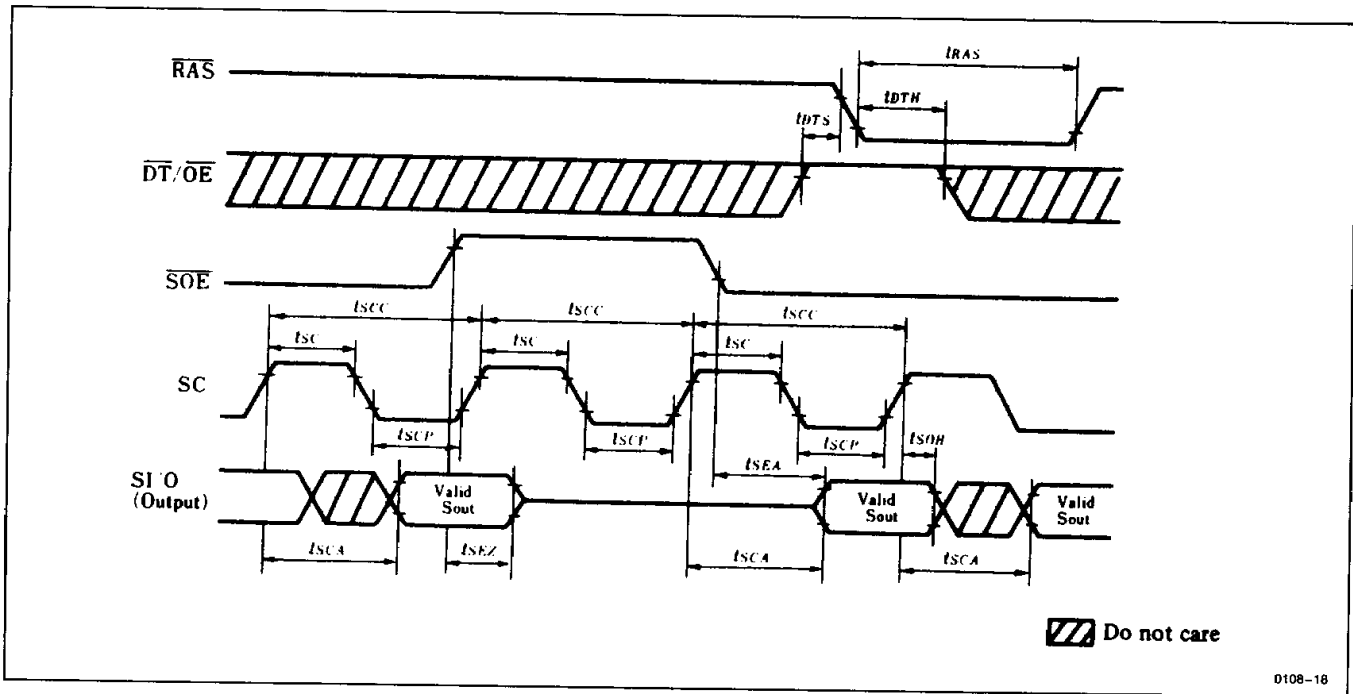 RAS
tRAS
tDTH
tDTS
DT/OE
SOE
tSCC tSCC tSCC
tSC tSC tSC
SC
tSCP tSCP tSCP tSOH
tSEA
SI O
(Output)
Valid
Sout
Valid
Sout
Valid
Sout
tSCA tSEZ tSCA tSCA
Do not care
0108-18